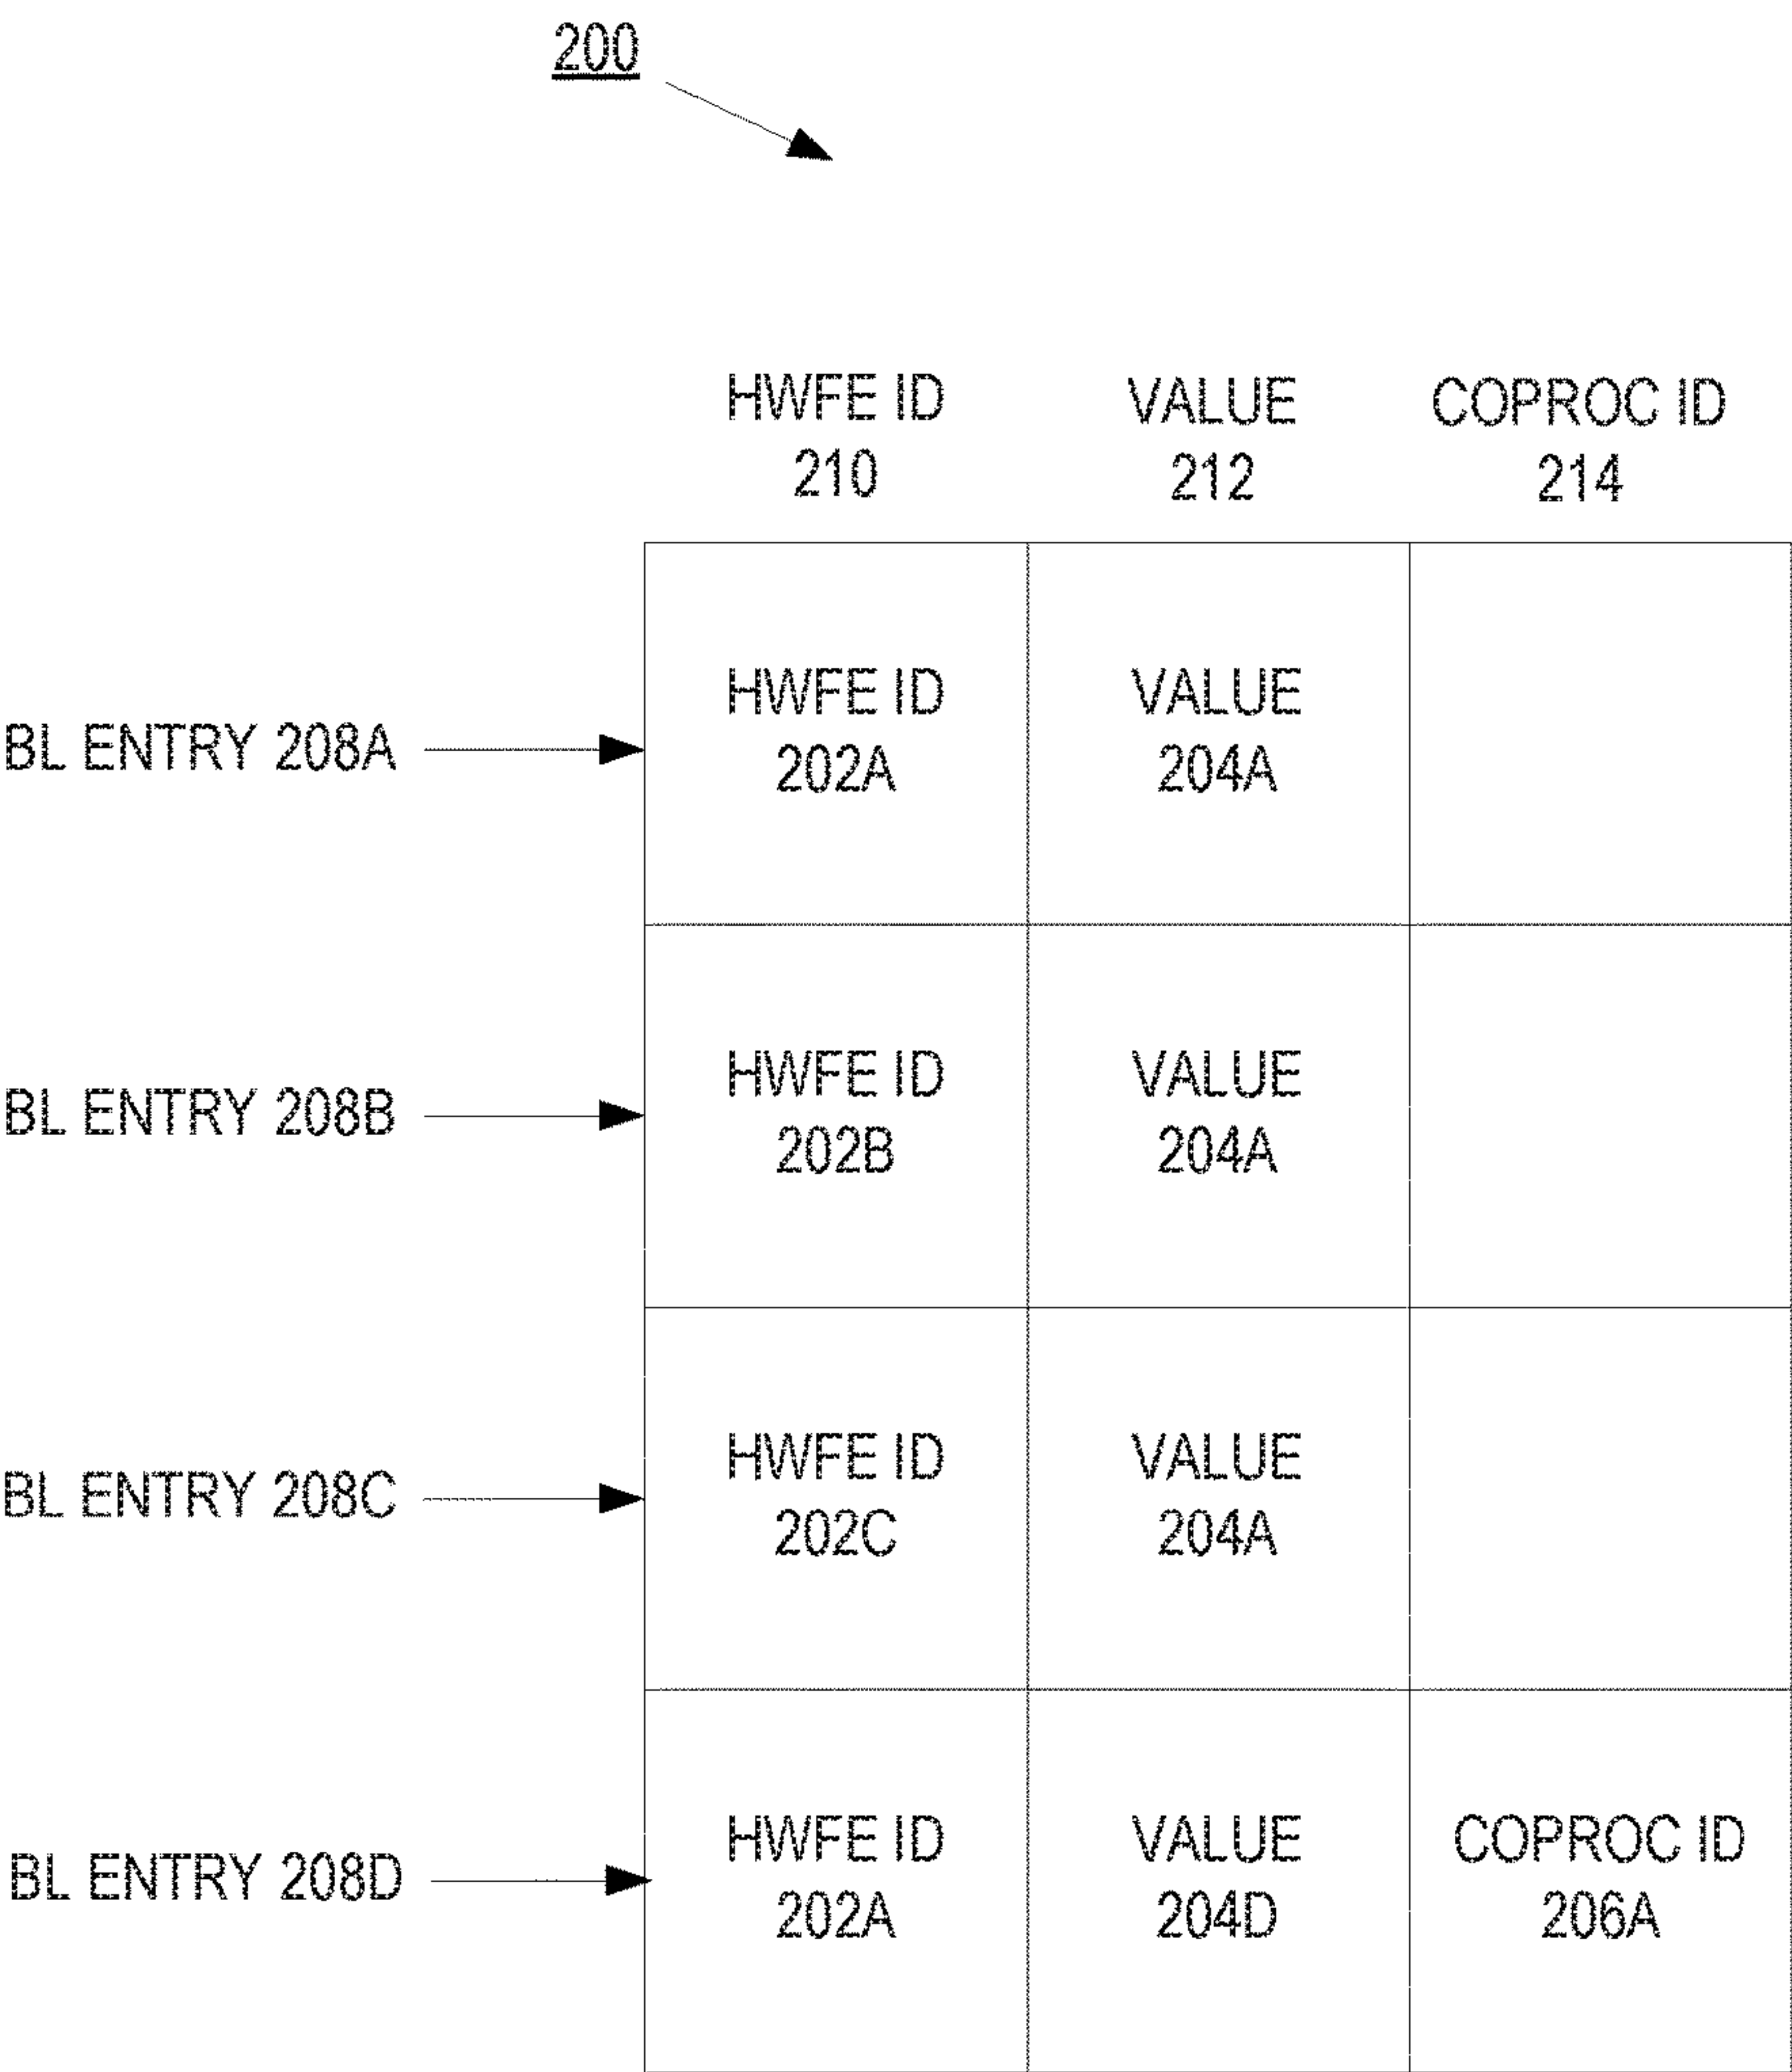 200
HWFE ID VALUE COPROC ID
210 212 214
HWFE ID VALUE
BL ENTRY 208A 202A 204A
HWFE ID VALUE
BL ENTRY 208B 202B 204A
HWFE ID VALUE
BL ENTRY 208C 202C 204A
HWFE ID VALUE COPROC ID
BL ENTRY 208D 202A 204D 206A